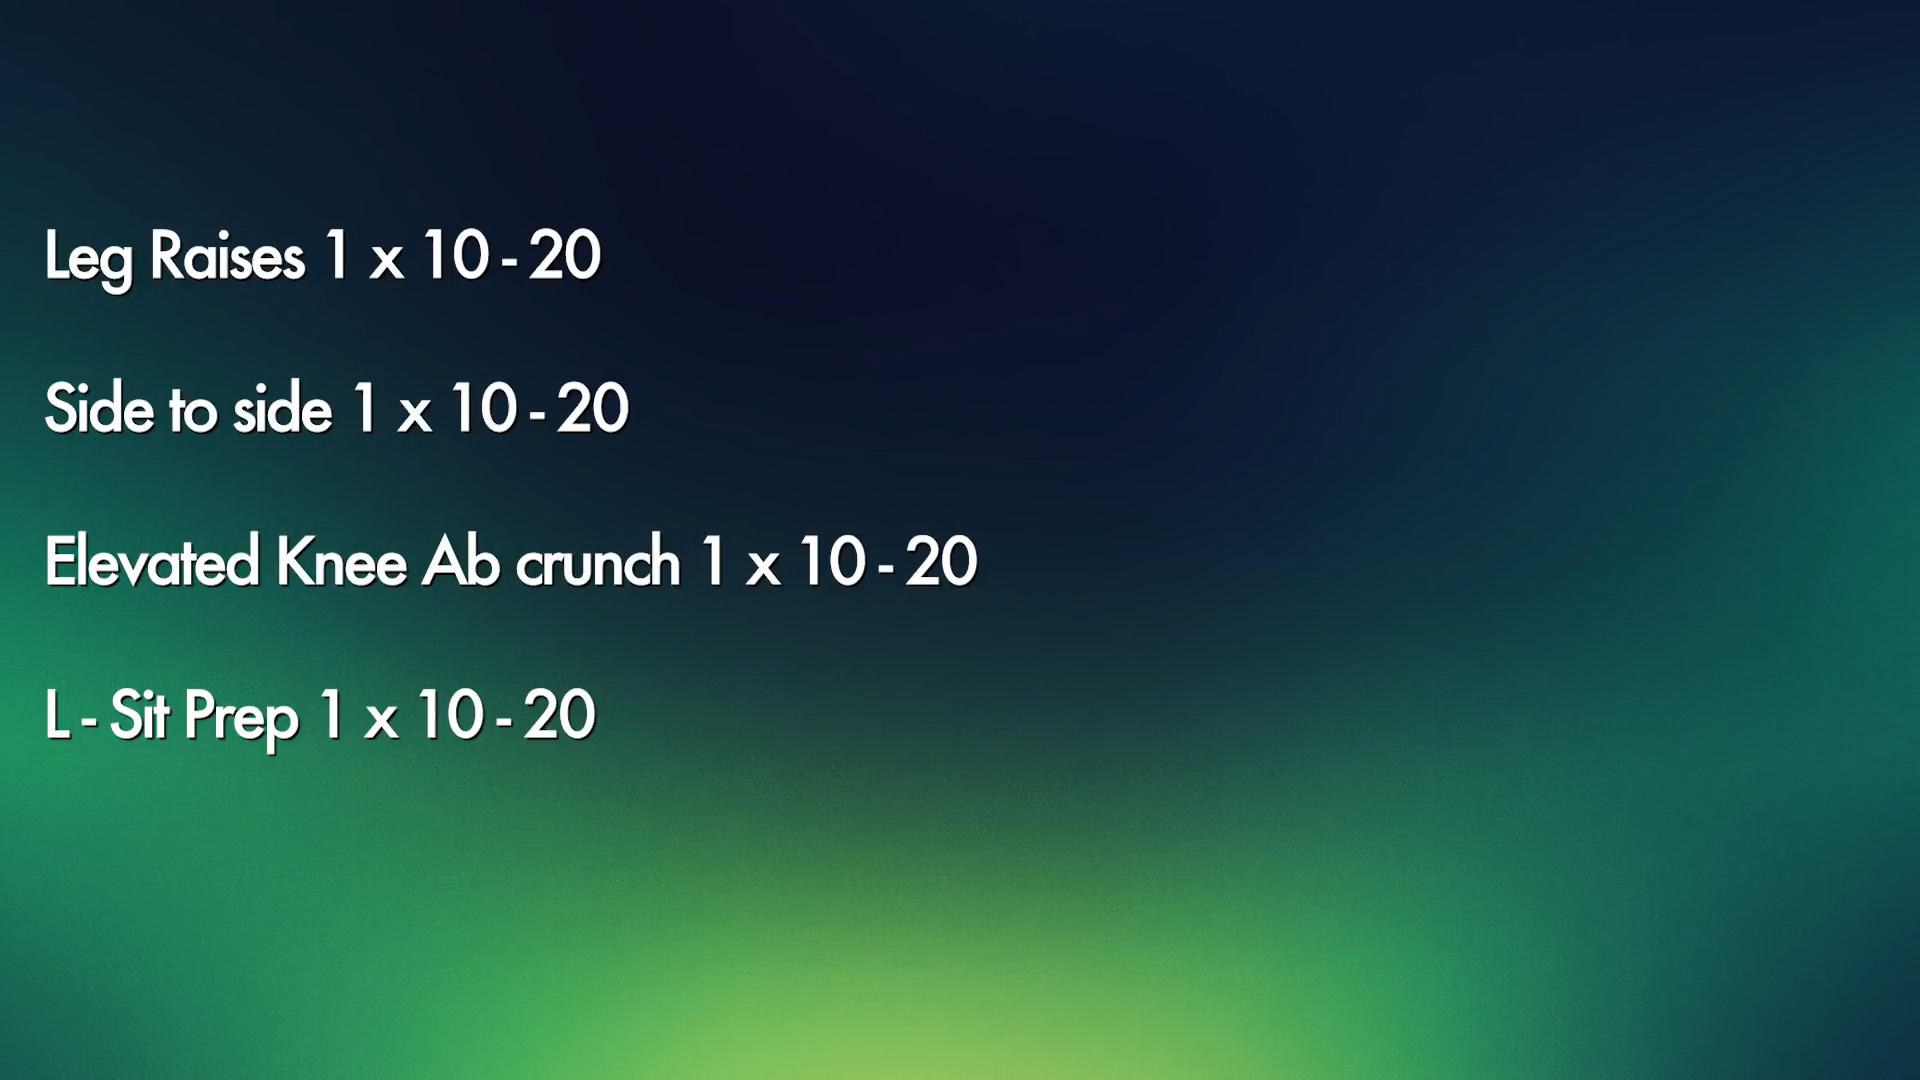 Leg Raises 1 x 10 - 20
Side to side 1 x 10 - 20
Elevated Knee Ab crunch 1 x 10 - 20
L - Sit Prep 1 x 10 - 20